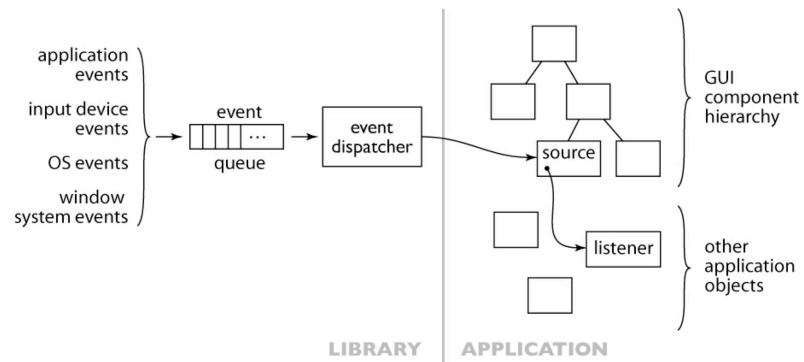 application
events
input device
events
OS events
window
system events
event
...
queue
event
dispatcher
source
GUI
component
hierarchy
listener
other
application
objects
LIBRARY
APPLICATION